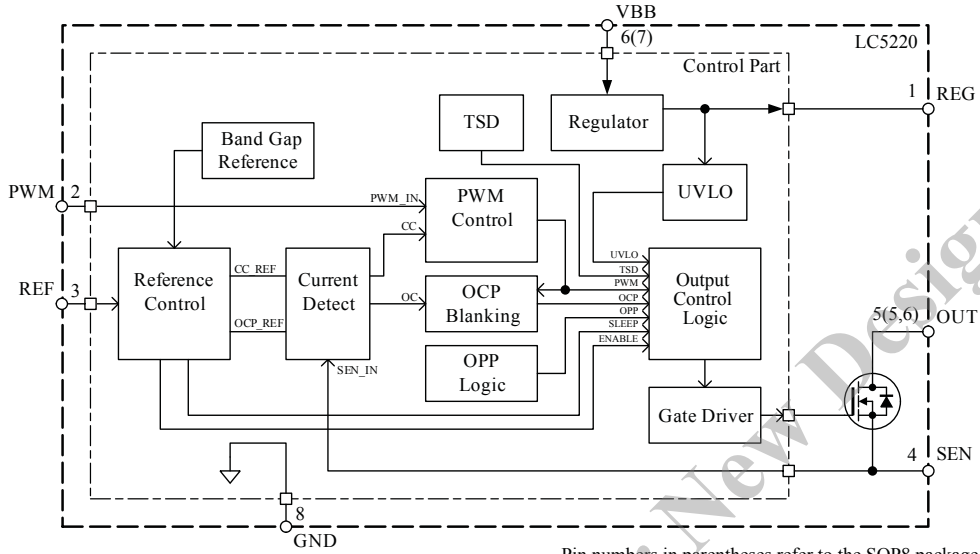 VBB
6(7)
LC5220
Control Part
1
REG
TSD
Regulator
Band Gap
Reference
PWM
2
PWM_IN
PWM
Control
UVLO
CC
REF
3
Reference
Control
CC_REF
OCP_REF
Current
Detect
OC
OCP
Blanking
UVLO
TSD
PWM
OCP
OPP
SLEEP
ENABLE
Output
Control
Logic
5(5,6)
OUT
SEN_IN
OPP
Logic
Gate Driver
4
SEN
8
GND
New Design
Pin numbers in parentheses refer to the SOP8 package